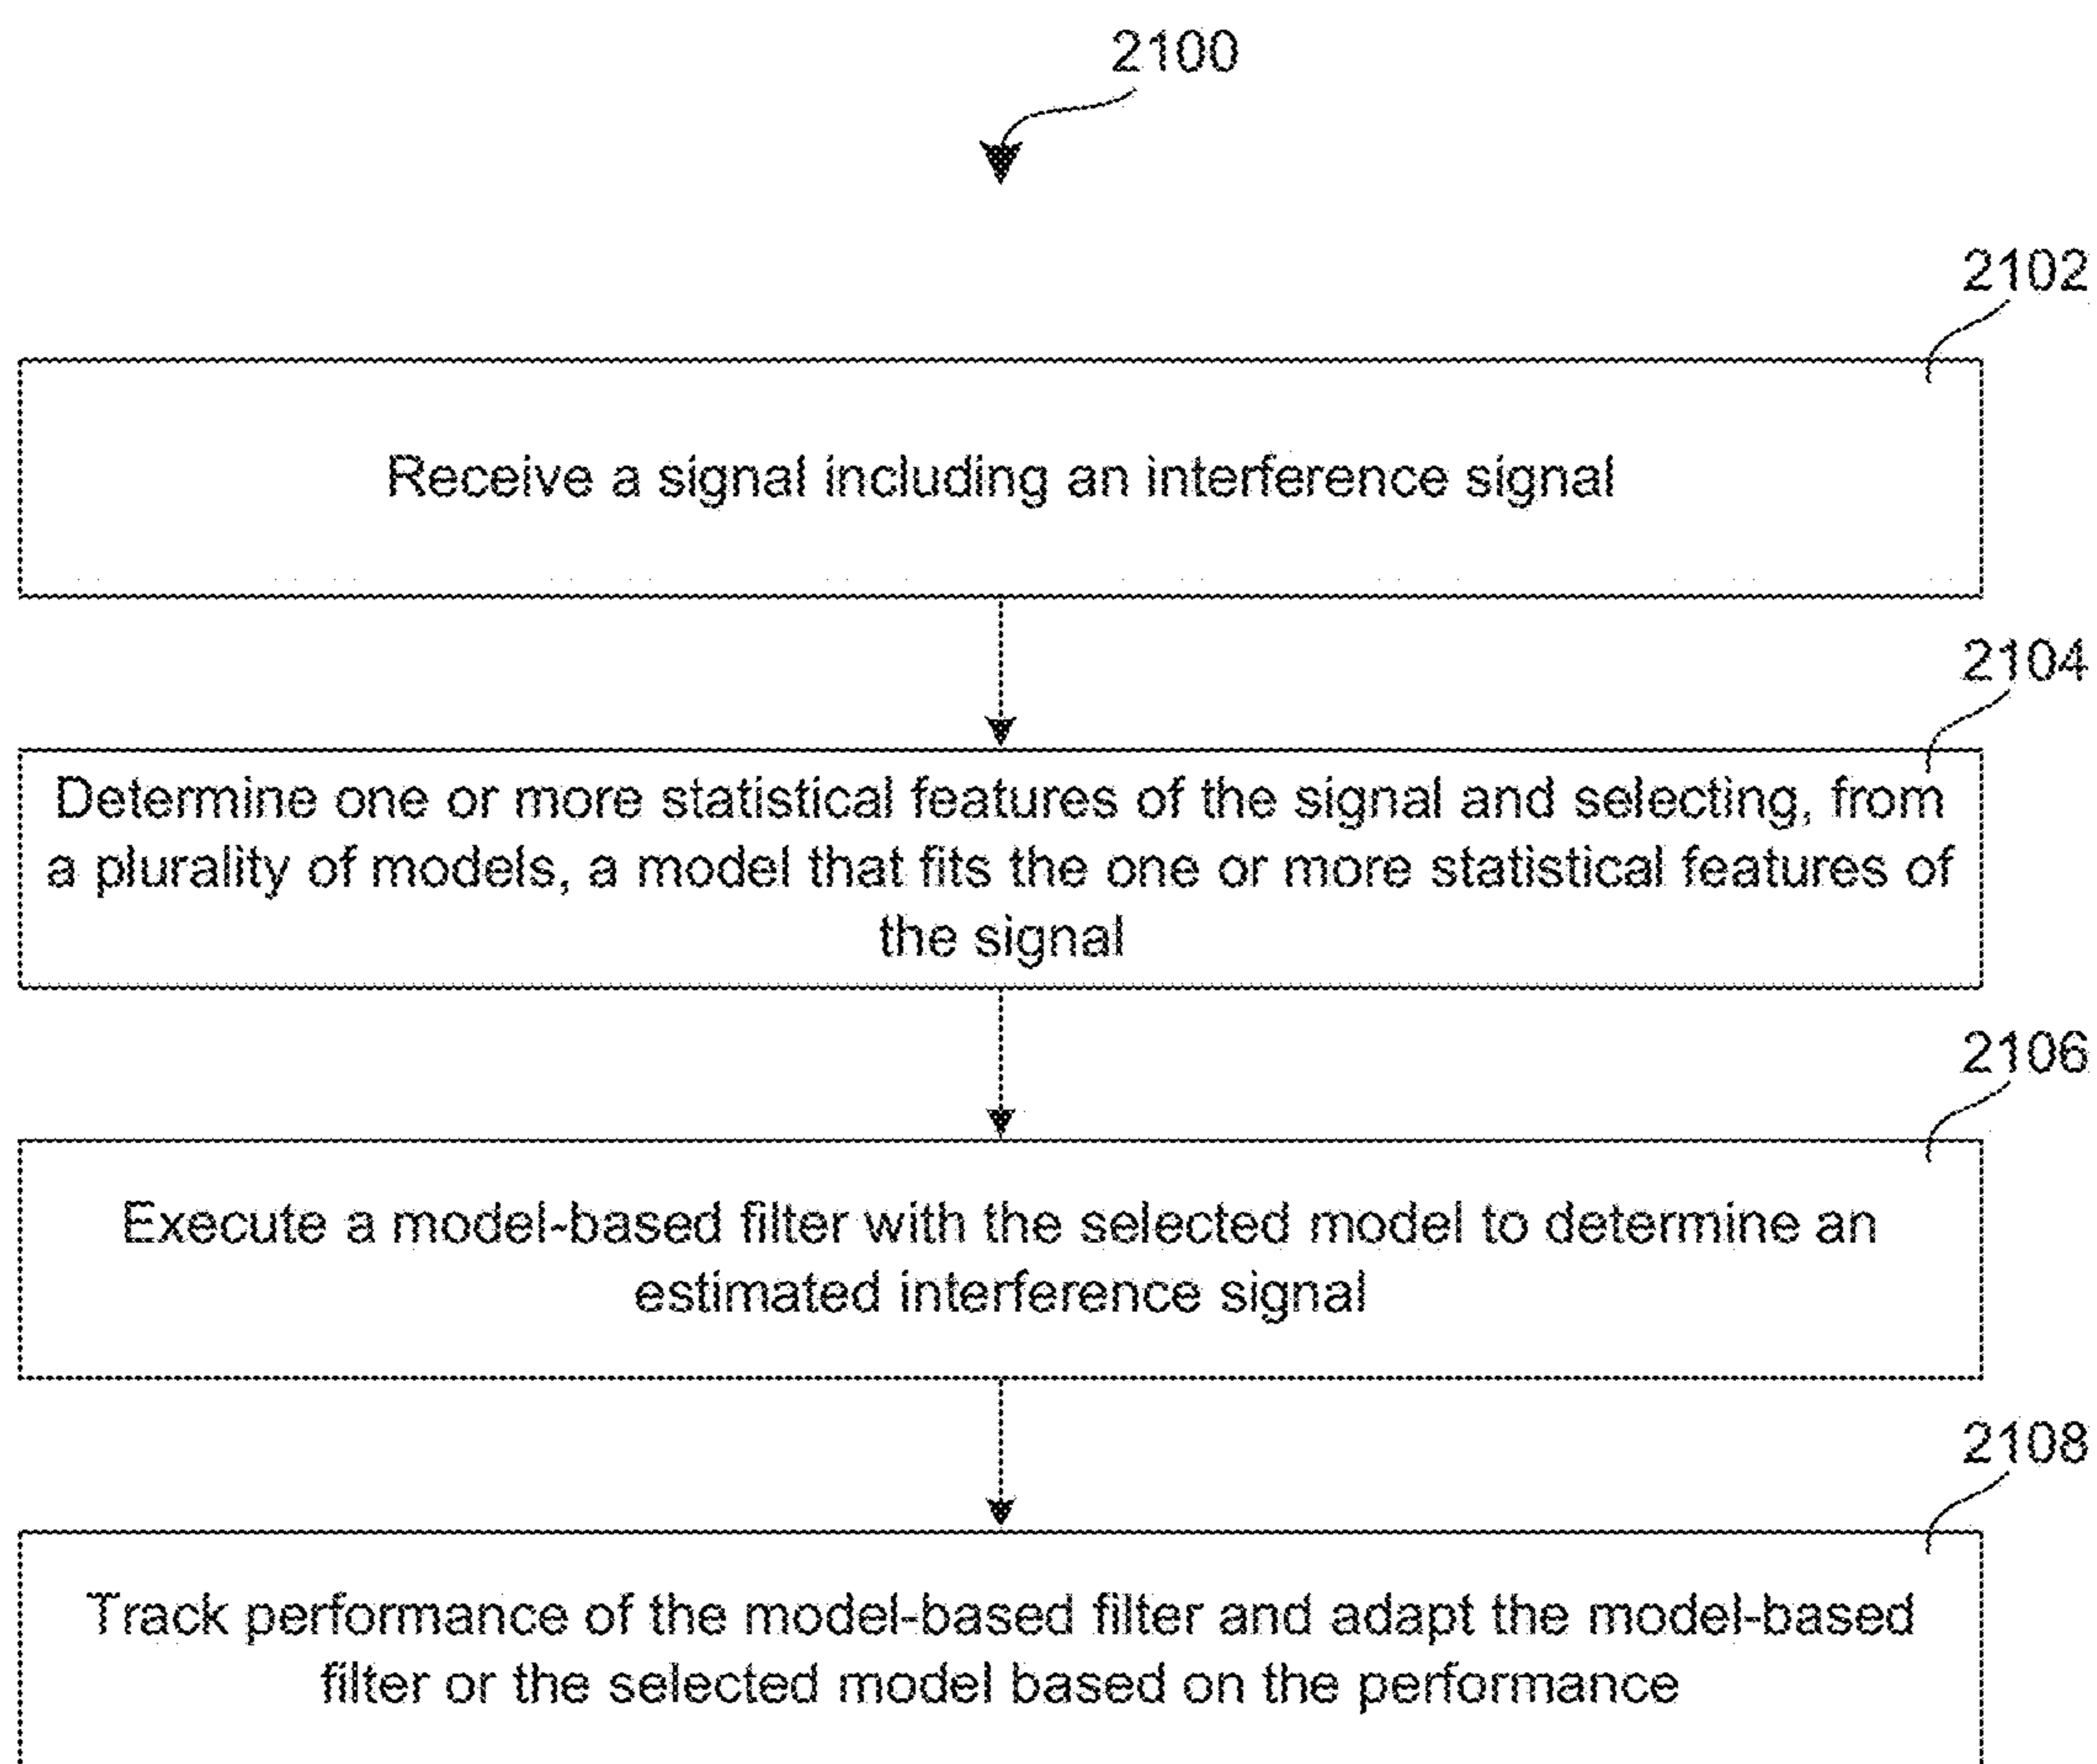 2100
2102
Receive a signal including an interference signal
2104
Determine one or more statistical features of the signal and selecting, from
a plurality of models, a model that fits the one or more statistical features of
the signal
2106
Execute a model-based filter with the selected model to determine an
estimated interference signal
2108
Track performance of the model-based filter and adapt the model-based
filter or the selected model based on the performance